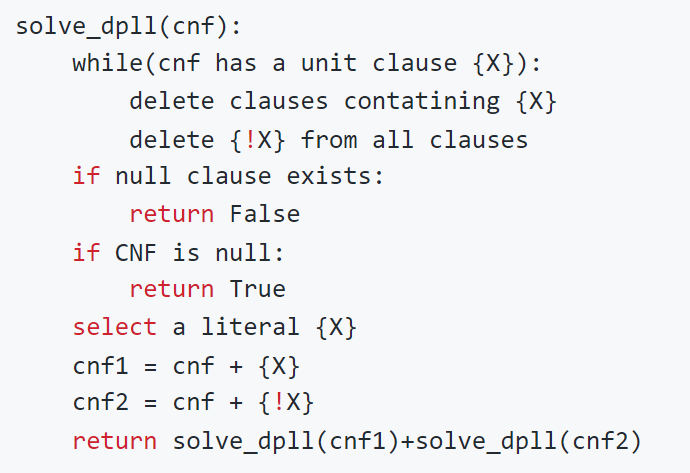 solve_dpll(cnf):
    while(cnf has a unit clause {X}):
        delete clauses contatining {X}
        delete {!X} from all clauses
    if null clause exists:
        return False
    if CNF is null:
        return True
    select a literal {X}
    cnf1 = cnf + {X}
    cnf2 = cnf + {!X}
    return solve_dpll(cnf1)+solve_dpll(cnf2)